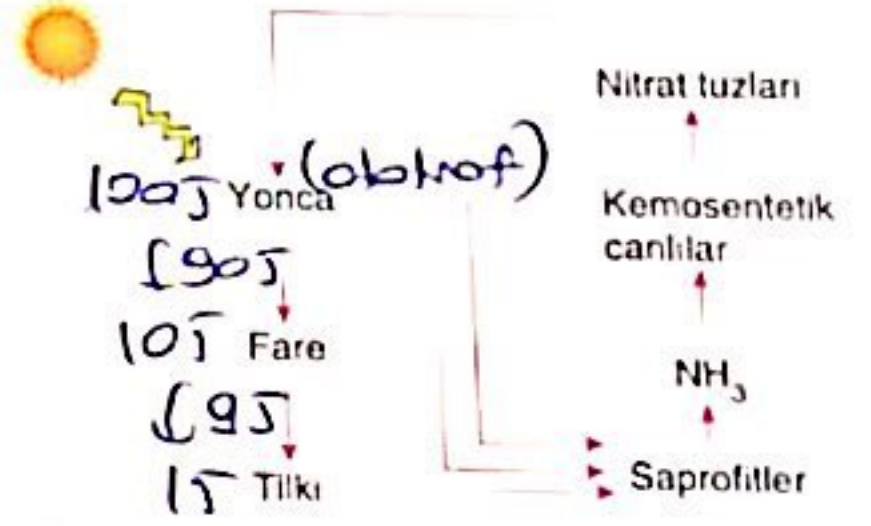 Nitrat tuzları
100J Yonca (ototrof)
Kemosentetik
canlılar
90J
10J Fare
NH₃
9J
1J Tilki
Saprofitler